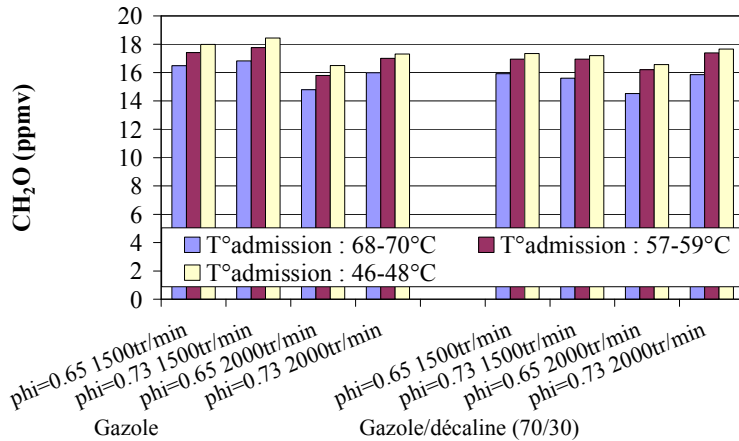 CH₂O (ppmv)
18
20
16
14
12
10
8
6
4
2
0
T°admission : 68-70°C
T°admission : 57-59°C
T°admission : 46-48°C
phi=0.65 1500tr/min
phi=0.73 1500tr/min
phi=0.65 2000tr/min
phi=0.73 2000tr/min
phi=0.65 1500tr/min
phi=0.73 1500tr/min
phi=0.65 2000tr/min
phi=0.73 2000tr/min
Gazole
Gazole/décaline (70/30)